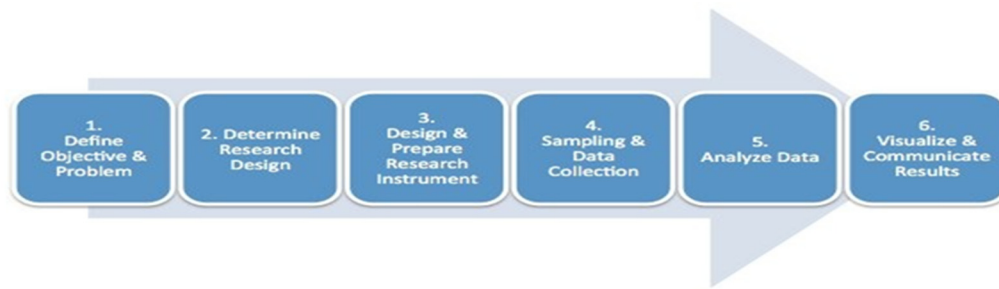 1.
Define
Objective &
Problem
2. Determine
Research
Design
3.
Design &
Prepare
Research
Instrument
4.
Sampling &
Data
Collection
5.
Analyze Data
6.
Visualize &
Communicate
Results